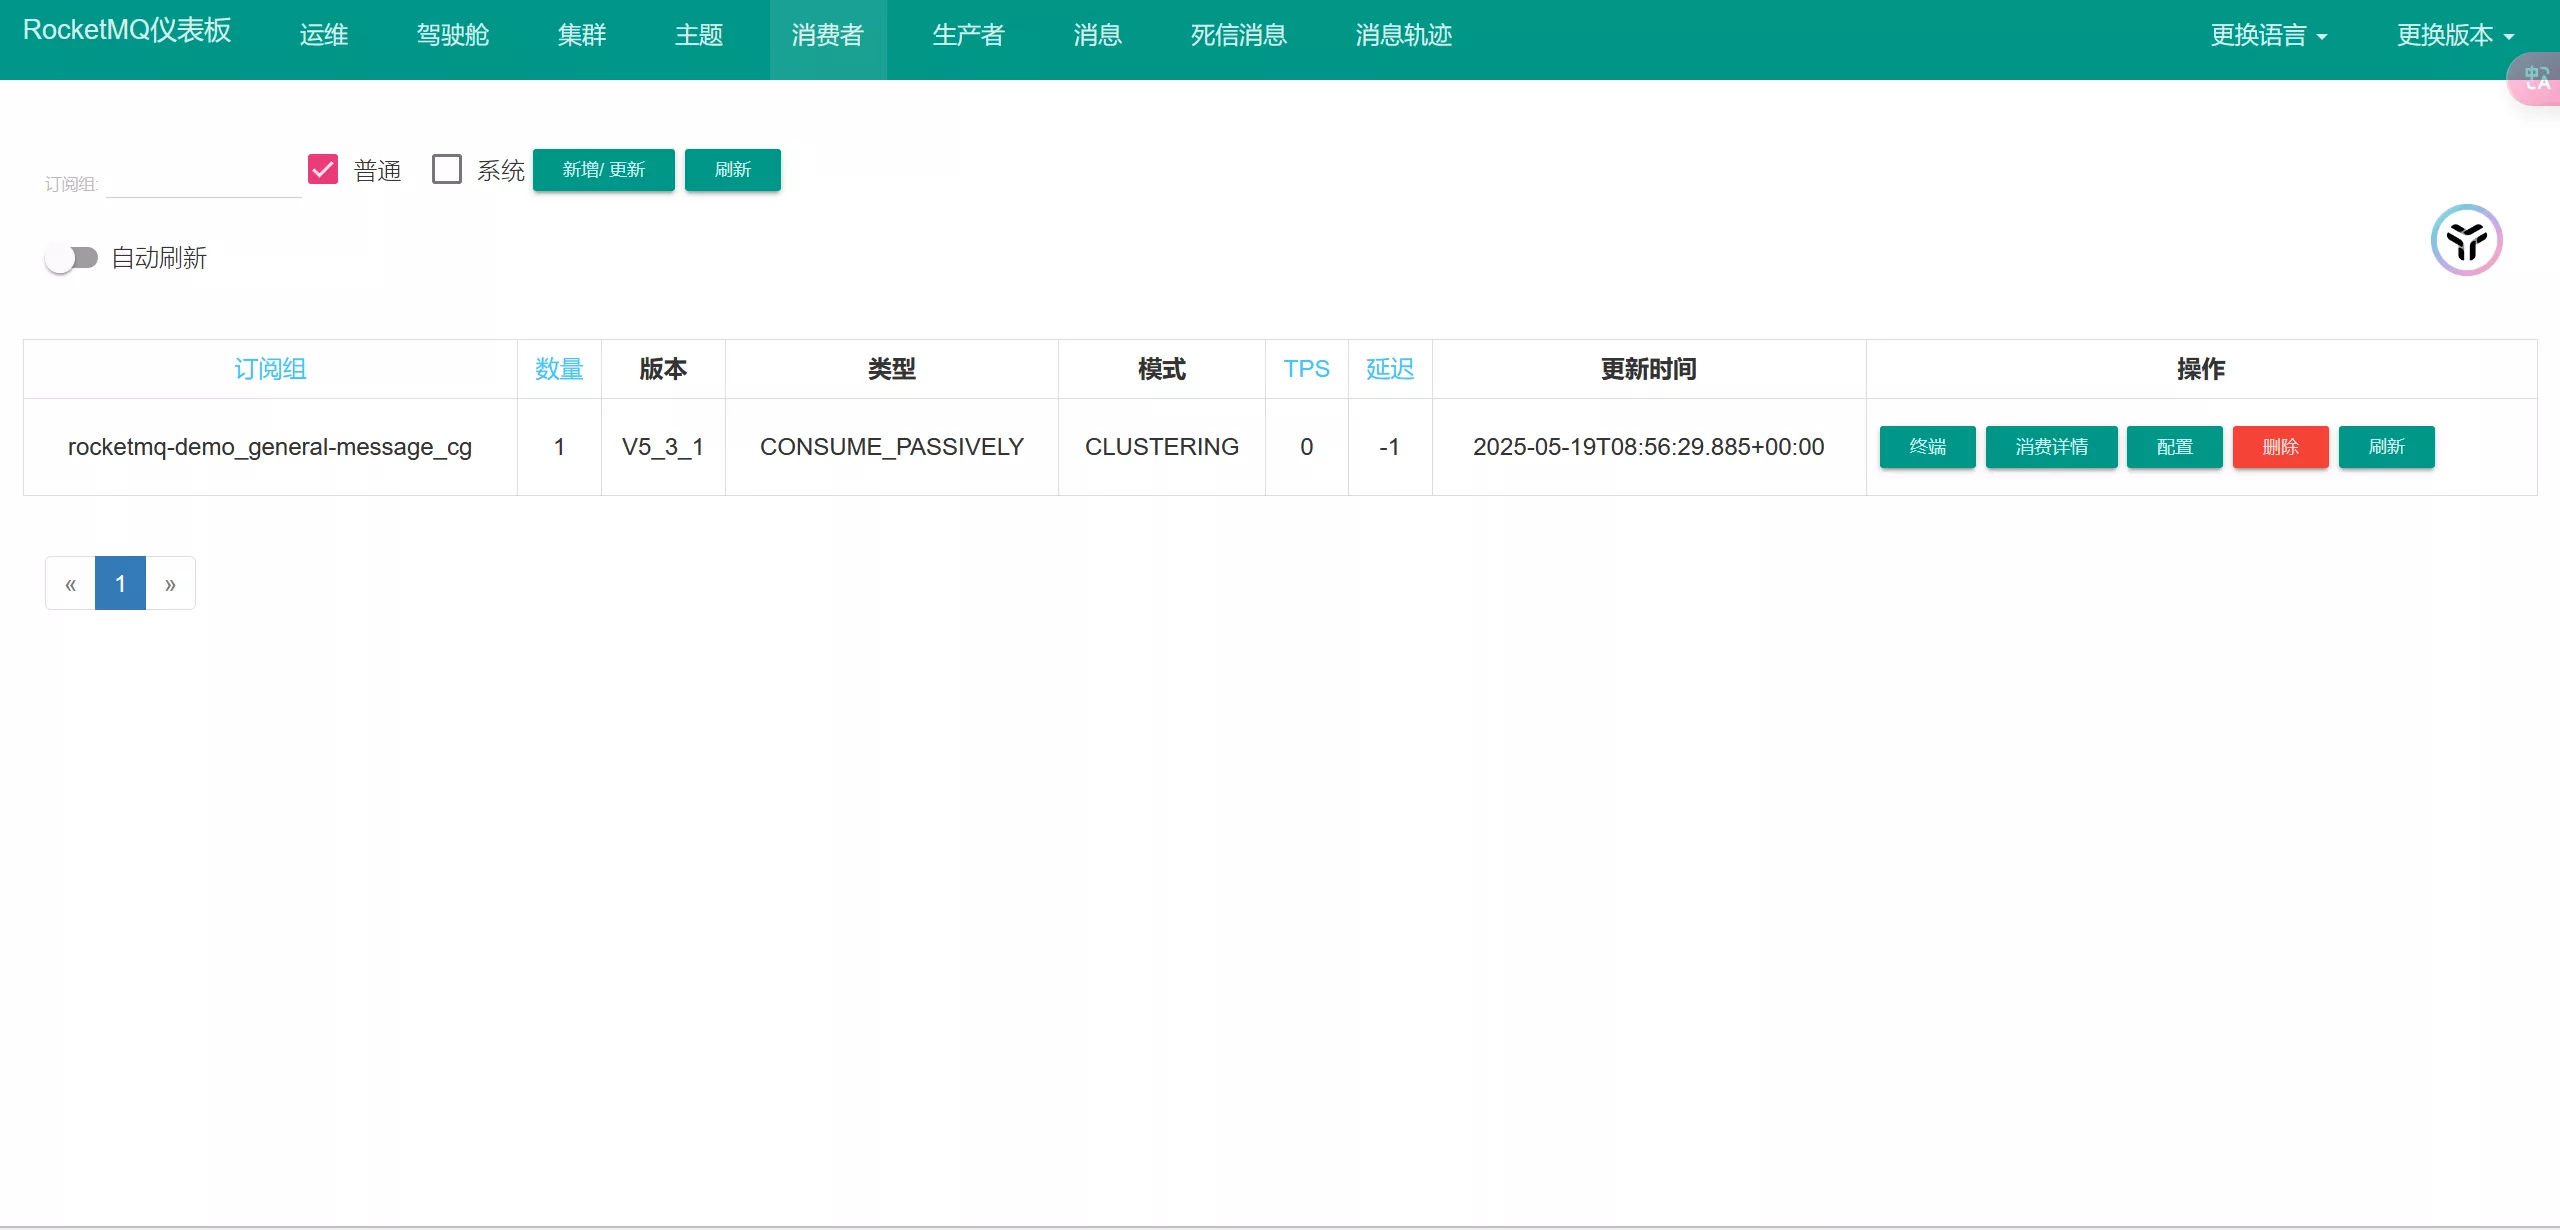 RocketMQ仪表板 运维 驾驶舱 集群 主题 消费者 生产者 消息 死信消息 消息轨迹 更换语言 更换版本
中 A
订阅组: 普通 系统 新增/ 更新 刷新
自动刷新
订阅组 数量 版本 类型 模式 TPS 延迟 更新时间 操作
rocketmq-demo_general-message_cg 1 V5_3_1 CONSUME_PASSIVELY CLUSTERING 0 -1 2025-05-19T08:56:29.885+00:00 终端 消费详情 配置 删除 刷新
« 1 »